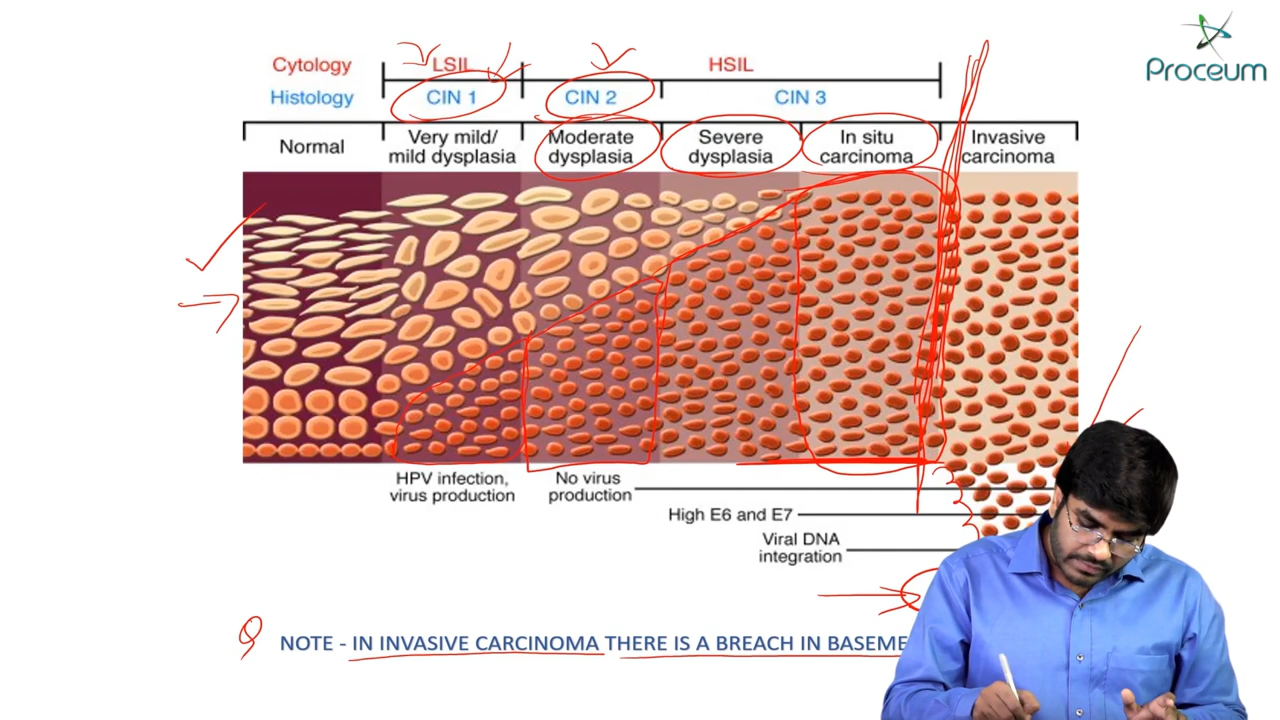 Proceum
Cytology LSIL HSIL
Histology CIN 1 CIN 2 CIN 3
Normal Very mild/ mild dysplasia Moderate dysplasia Severe dysplasia In situ carcinoma Invasive carcinoma
HPV infection, virus production
No virus production
High E6 and E7
Viral DNA integration
NOTE - IN INVASIVE CARCINOMA THERE IS A BREACH IN